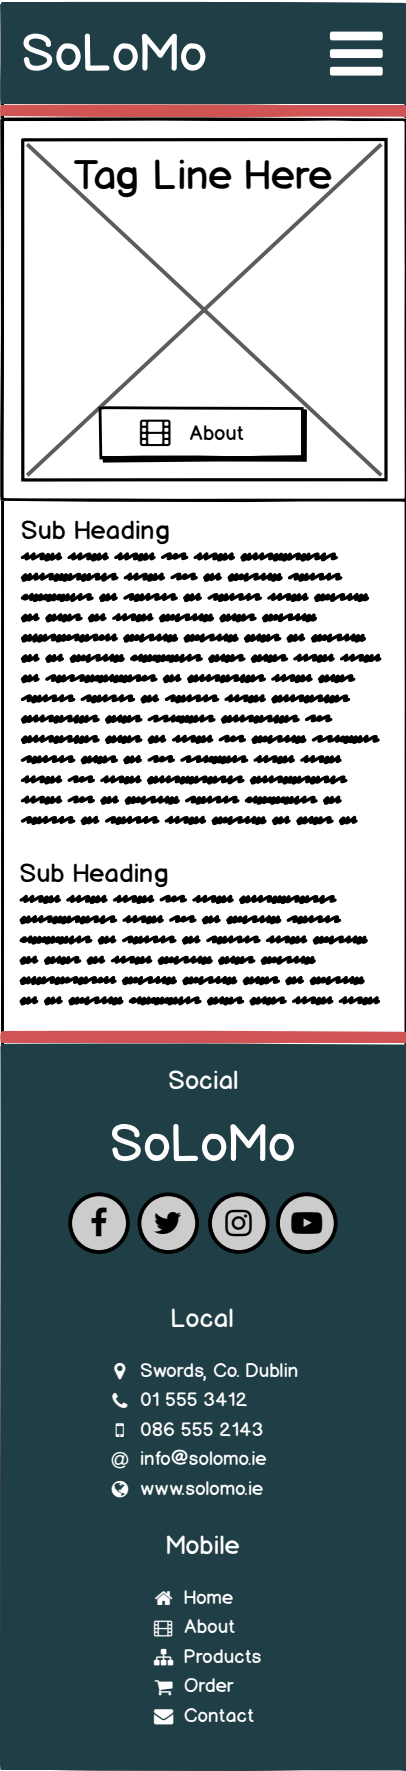 SoLoMo
Tag Line Here
About
Sub Heading
Sub Heading
Social
SoLoMo
Local
Swords, Co. Dublin
01 555 3412
086 555 2143
@ info@solomo.ie
www.solomo.ie
Mobile
Home
About
Products
Order
Contact